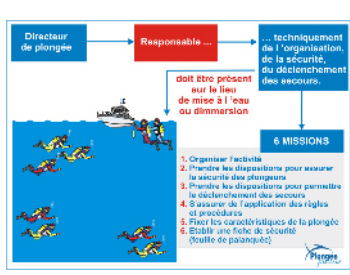 Directeur
de plongée
Responsable ...
... techniquement
de l 'organisation,
de la sécurité,
du déclenchement
des secours.
doit être présent
sur le lieu
de mise à l 'eau
ou dimmersion
6 MISSIONS
1. Organiser l'activité
2. Prendre les dispositions pour assurer
la sécurité des plongeurs
3. Prendre les dispositions pour permettre
le déclenchement des secours
4. S'assurer de l'application des règles
et procédures
5. Fixer les caractéristiques de la plongée
6. Etablir une fiche de sécurité
(feuille de palanquée)
Plongée